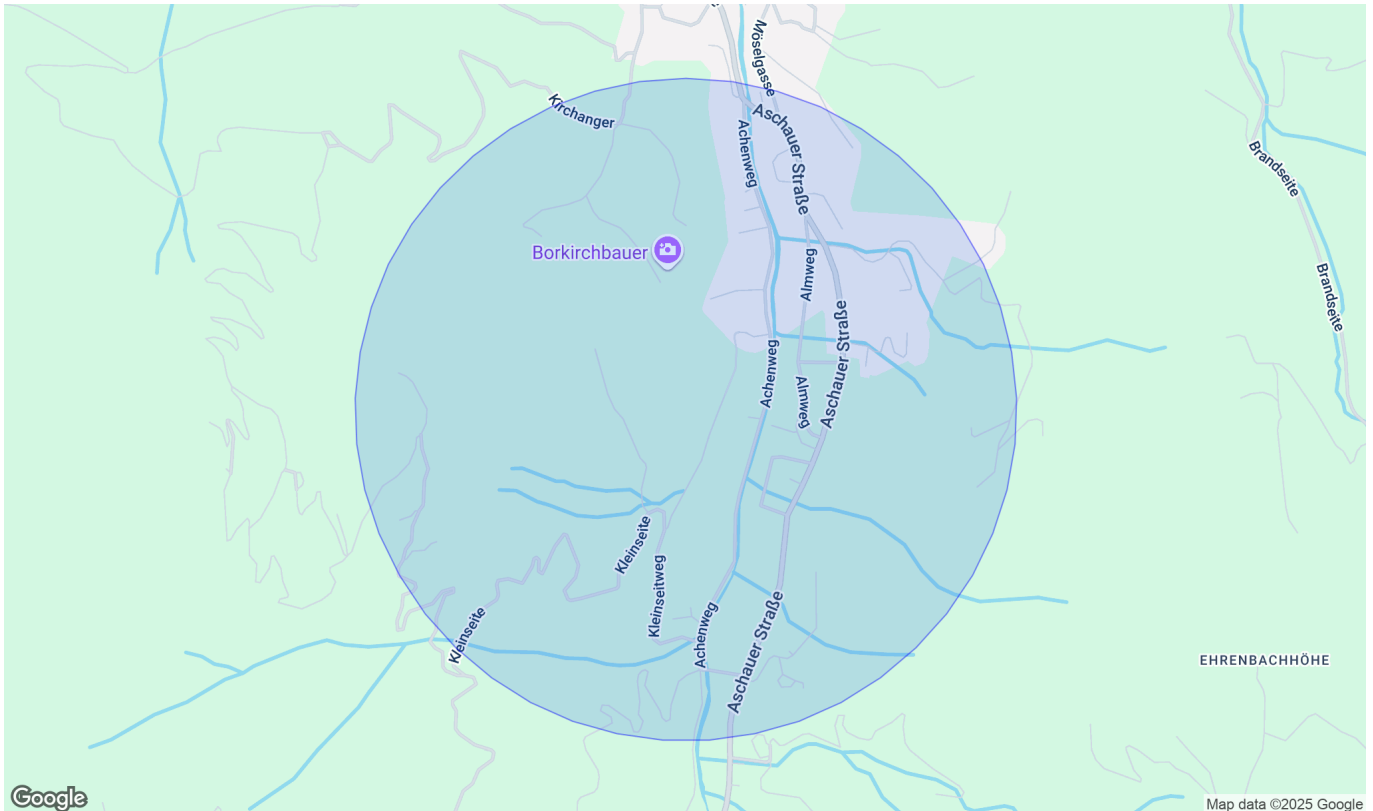 Möselgasse
Kirchanger
Aschauer Straße
Achenweg
Brandseite
Borkirchbauer
Almweg
Brandseite
Aschauer Straße
Achenweg
Almweg
Kleinseite
Kleinseitweg
Aschauer Straße
Achenweg
Kleinseite
EHRENBACHHÖHE
Google
Map data ©2025 Google